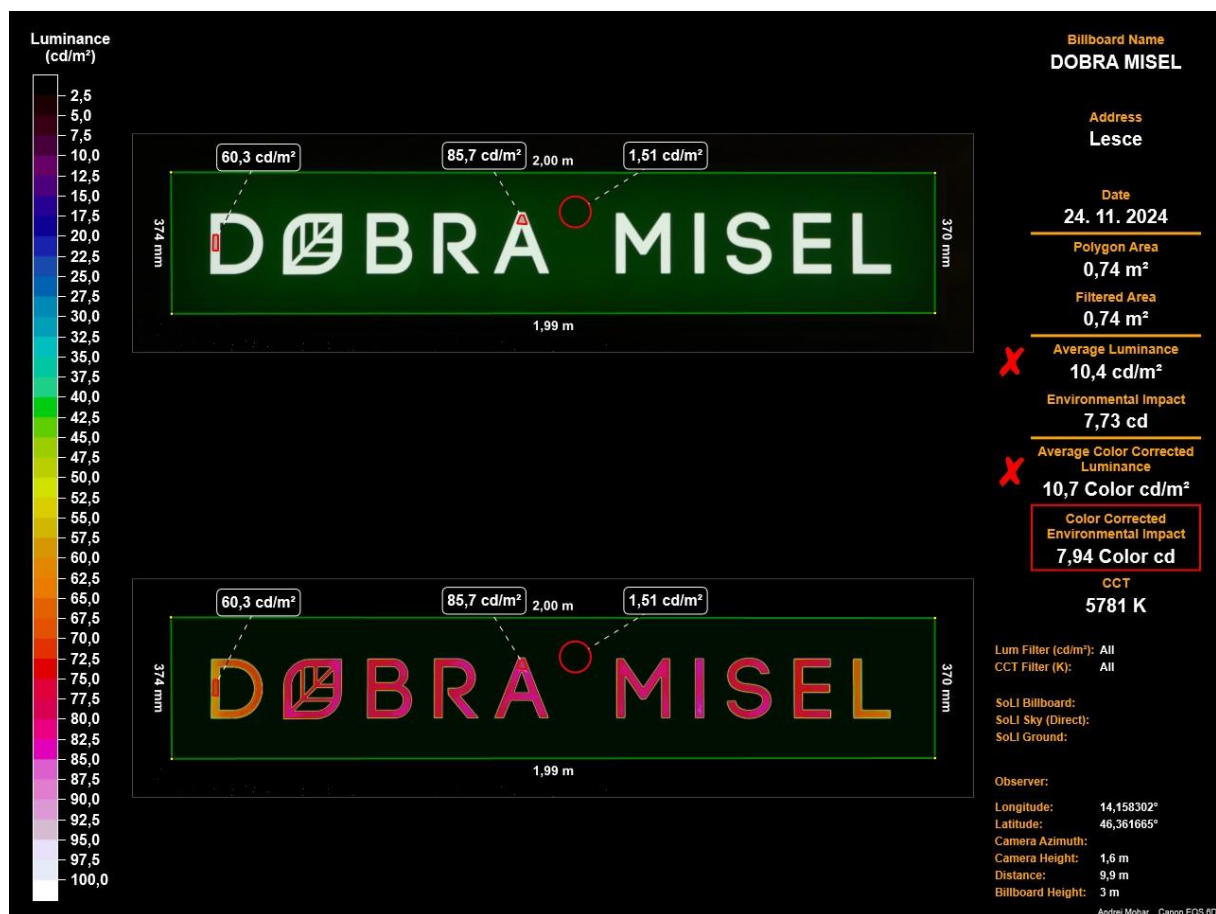 Luminance
(cd/m²)
2,5
5,0
7,5
10,0
12,5
15,0
17,5
20,0
22,5
25,0
27,5
30,0
32,5
35,0
37,5
40,0
42,5
45,0
47,5
50,0
52,5
55,0
57,5
60,0
62,5
65,0
67,5
70,0
72,5
75,0
77,5
80,0
82,5
85,0
87,5
90,0
92,5
95,0
97,5
100,0
60,3 cd/m²
85,7 cd/m²
2,00 m
1,51 cd/m²
374 mm
DOBRA MISEL
370 mm
1,99 m
60,3 cd/m²
85,7 cd/m²
2,00 m
1,51 cd/m²
374 mm
DOBRA MISEL
370 mm
1,99 m
Billboard Name
DOBRA MISEL
Address
Lesce
Date
24. 11. 2024
Polygon Area
0,74 m²
Filtered Area
0,74 m²
Average Luminance
10,4 cd/m²
Environmental Impact
7,73 cd
Average Color Corrected
Luminance
10,7 Color cd/m²
Color Corrected
Environmental Impact
7,94 Color cd
CCT
5781 K
Lum Filter (cd/m²): All
CCT Filter (K): All
SoLI Billboard:
SoLI Sky (Direct):
SoLI Ground:
Observer:
Longitude: 14,158302°
Latitude: 46,361665°
Camera Azimuth:
Camera Height: 1,6 m
Distance: 9,9 m
Billboard Height: 3 m
Andrej Mohar Canon EOS 6D